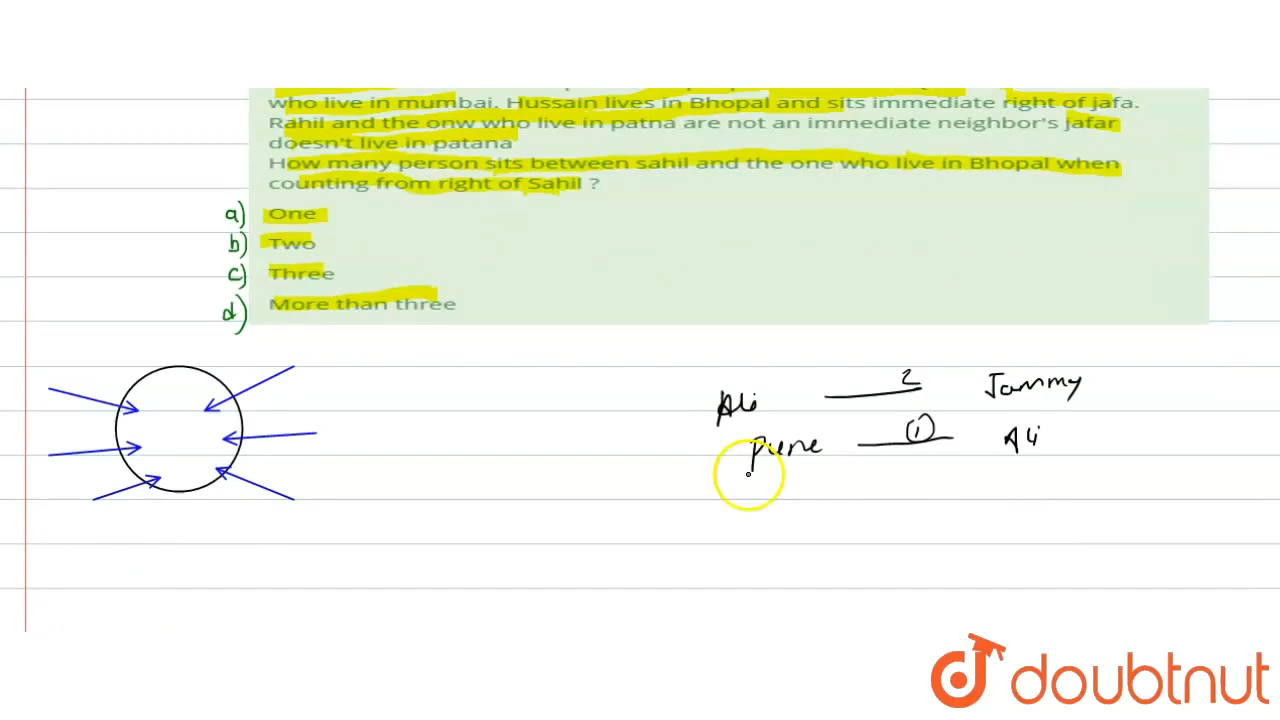 who live in mumbai. Hussain lives in Bhopal and sits immediate right of jafa.
Rahil and the onw who live in patna are not an immediate neighbor's jafar
doesn't live in patana
How many person sits between sahil and the one who live in Bhopal when
counting from right of Sahil ?
a) One
b) Two
c) Three
d) More than three
Ali 2 Jammy
Pune 1 Ali
doubtnut